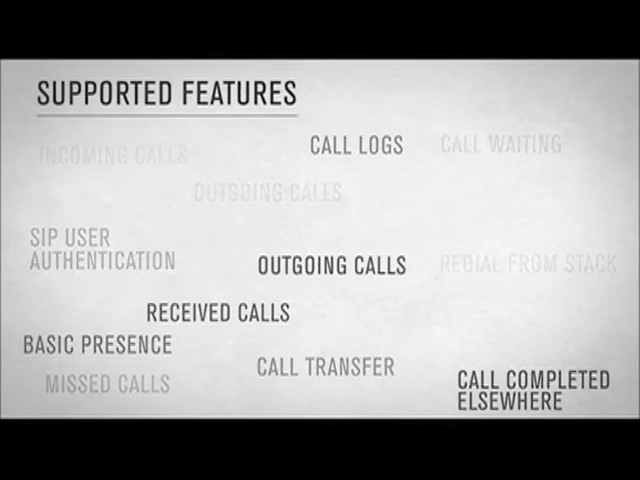 SUPPORTED FEATURES
CALL LOGS
CALL WAITING
INCOMING CALLS
OUTGOING CALLS
SIP USER
AUTHENTICATION
OUTGOING CALLS
REDIAL FROM STACK
RECEIVED CALLS
BASIC PRESENCE
CALL TRANSFER
MISSED CALLS
CALL COMPLETED
ELSEWHERE